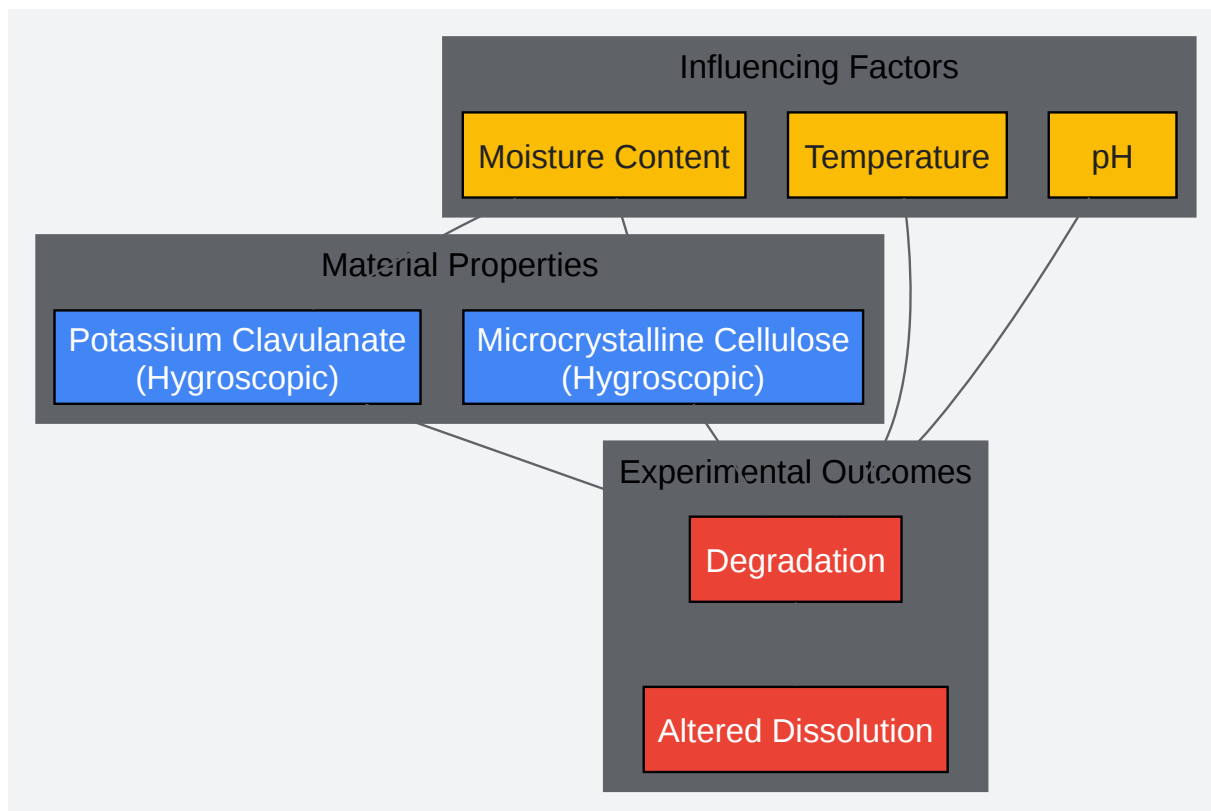 Influencing Factors
Moisture Content
Temperature
pH
Material Properties
Potassium Clavulanate
(Hygroscopic)
Microcrystalline Cellulose
(Hygroscopic)
Experimental Outcomes
Degradation
Altered Dissolution